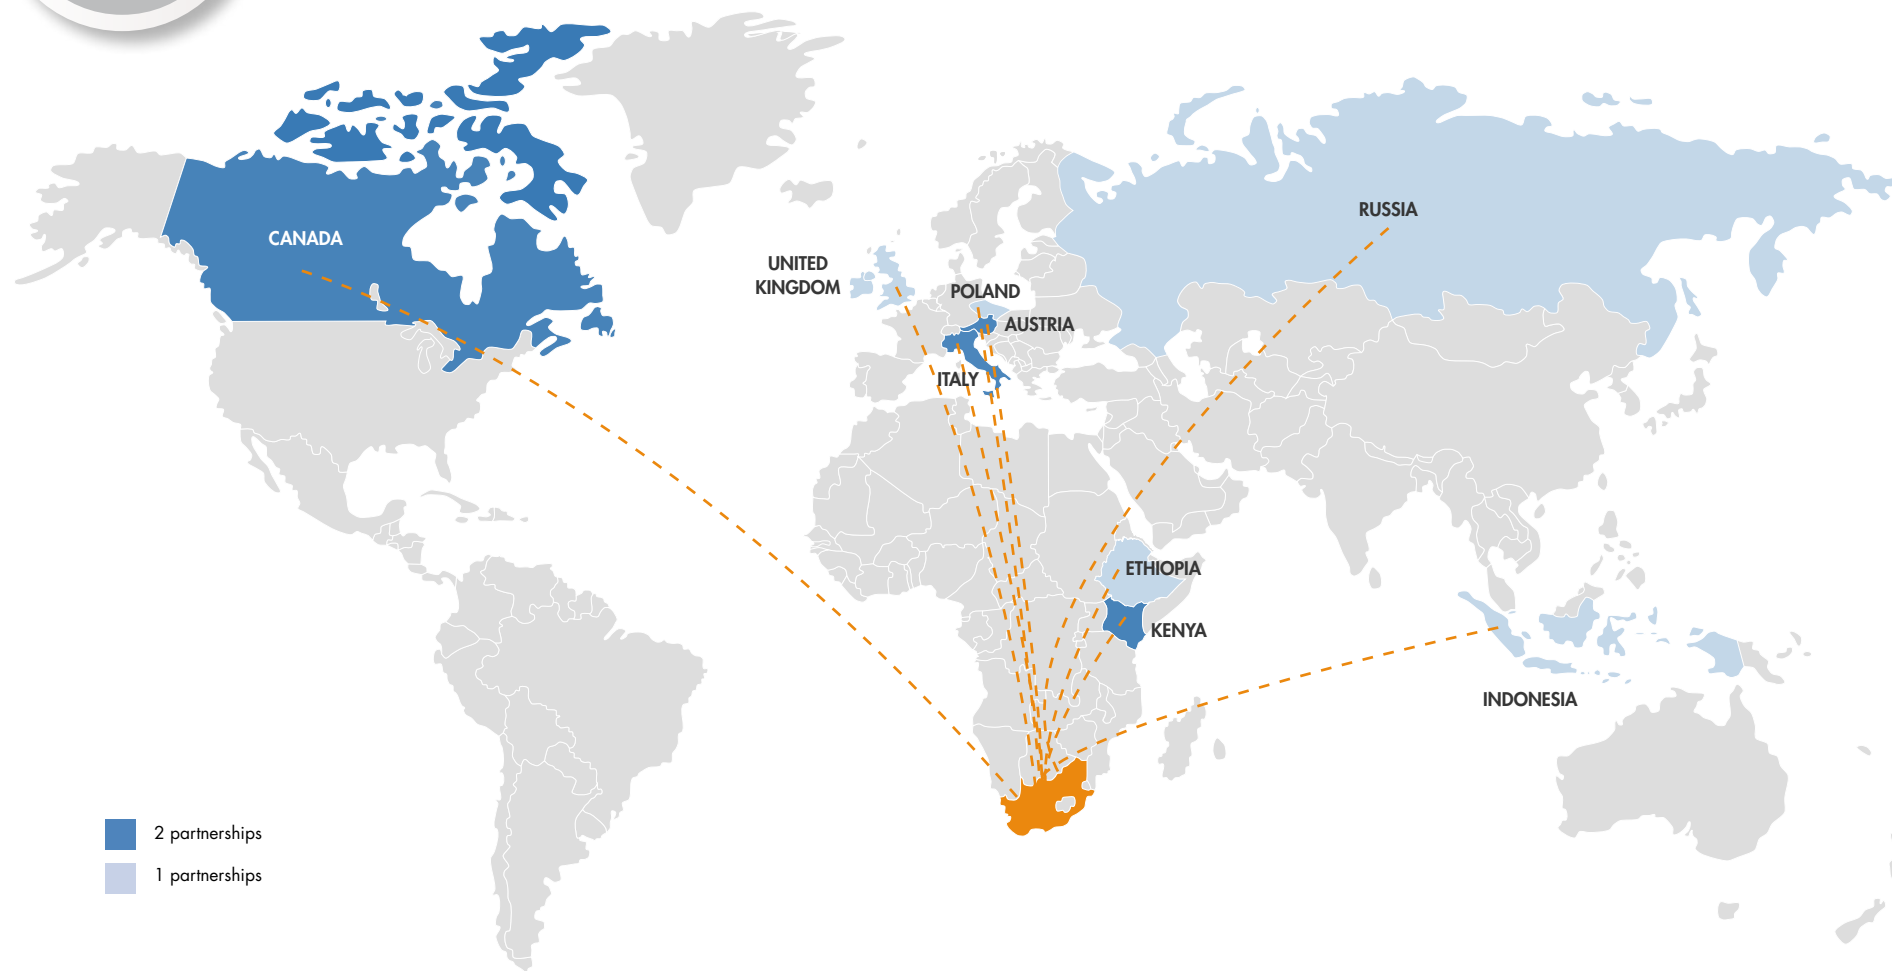 RUSSIA
CANADA
UNITED
KINGDOM
POLAND
AUSTRIA
ITALY
ETHIOPIA
KENYA
INDONESIA
2 partnerships
1 partnerships